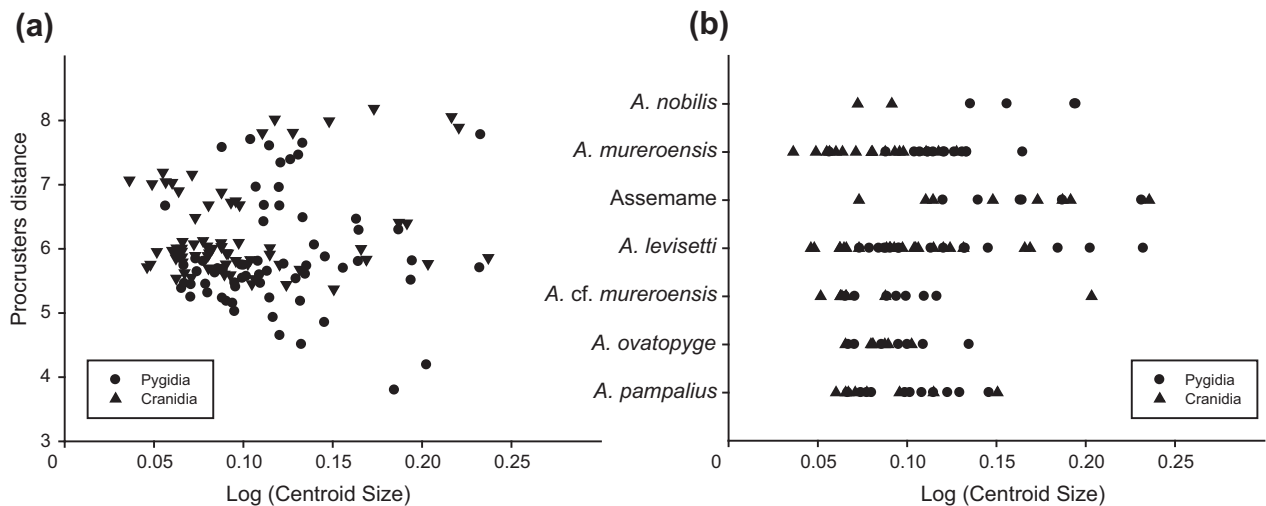 (a)
8
7
6
5
4
3
Procrusters distance
Pygidia
Cranidia
0 0.05 0.10 0.15 0.20 0.25
Log (Centroid Size)
(b)
A. nobilis
A. mureroensis
Assemame
A. levisetti
A. cf. mureroensis
A. ovatopyge
A. pampalius
Pygidia
Cranidia
0 0.05 0.10 0.15 0.20 0.25
Log (Centroid Size)